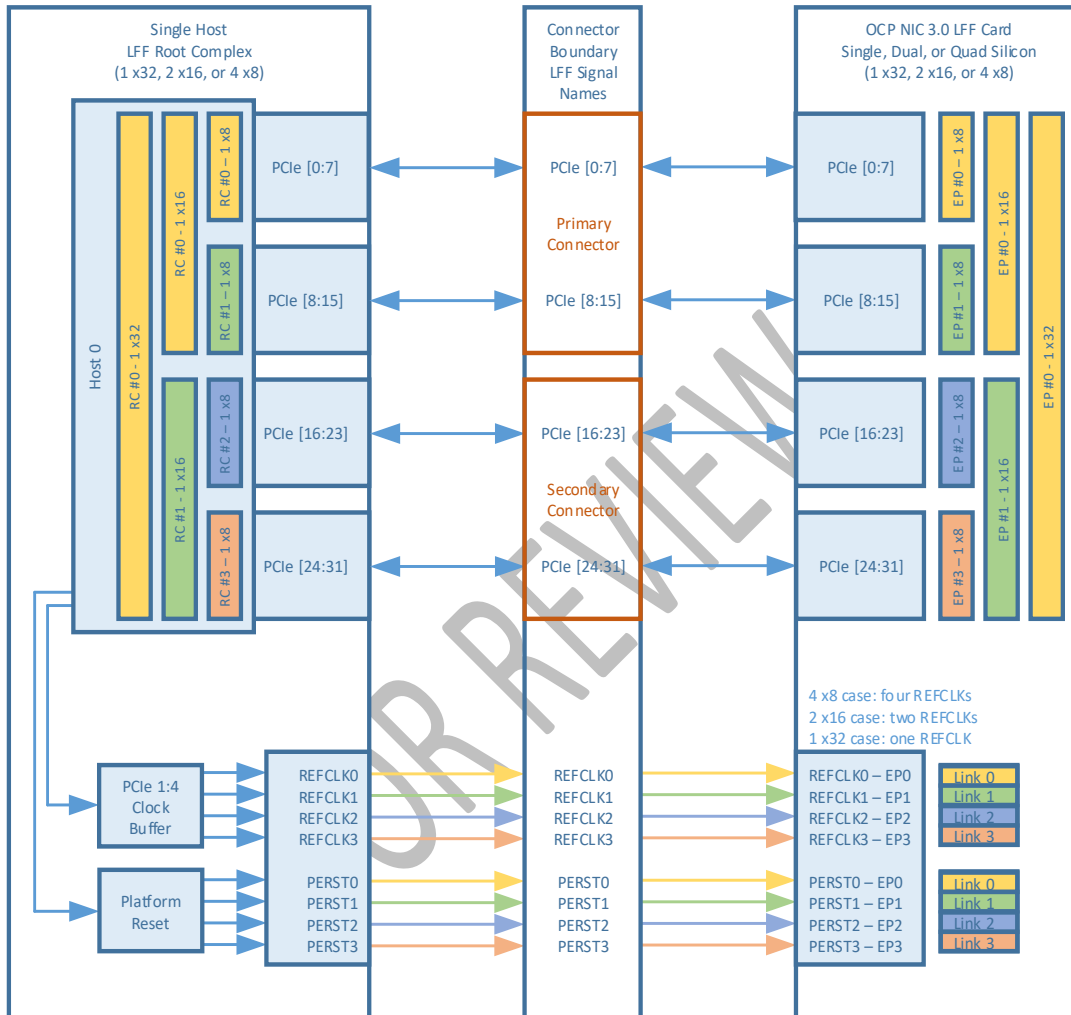 Single Host
LFF Root Complex
(1 x32, 2 x16, or 4 x8)
Connector
Boundary
LFF Signal
Names
OCP NIC 3.0 LFF Card
Single, Dual, or Quad Silicon
(1 x32, 2 x16, or 4 x8)
Host 0
RC #0 - 1 x32
RC #0 - 1 x16
RC #1 - 1 x16
RC #0 – 1 x8
RC #1 – 1 x8
RC #2 – 1 x8
RC #3 – 1 x8
PCIe [0:7]
PCIe [8:15]
PCIe [16:23]
PCIe [24:31]
PCIe [0:7]
Primary
Connector
PCIe [8:15]
PCIe [16:23]
Secondary
Connector
PCIe [24:31]
PCIe [0:7]
PCIe [8:15]
PCIe [16:23]
PCIe [24:31]
EP #0 – 1 x8
EP #1 – 1 x8
EP #2 – 1 x8
EP #3 – 1 x8
EP #0 - 1 x16
EP #1 - 1 x16
EP #0 - 1 x32
OR REVIEW
4 x8 case: four REFCLKs
2 x16 case: two REFCLKs
1 x32 case: one REFCLK
PCIe 1:4
Clock
Buffer
REFCLK0
REFCLK1
REFCLK2
REFCLK3
REFCLK0
REFCLK1
REFCLK2
REFCLK3
REFCLK0 – EP0
REFCLK1 – EP1
REFCLK2 – EP2
REFCLK3 – EP3
Link 0
Link 1
Link 2
Link 3
Platform
Reset
PERST0
PERST1
PERST2
PERST3
PERST0
PERST1
PERST2
PERST3
PERST0 – EP0
PERST1 – EP1
PERST2 – EP2
PERST3 – EP3
Link 0
Link 1
Link 2
Link 3